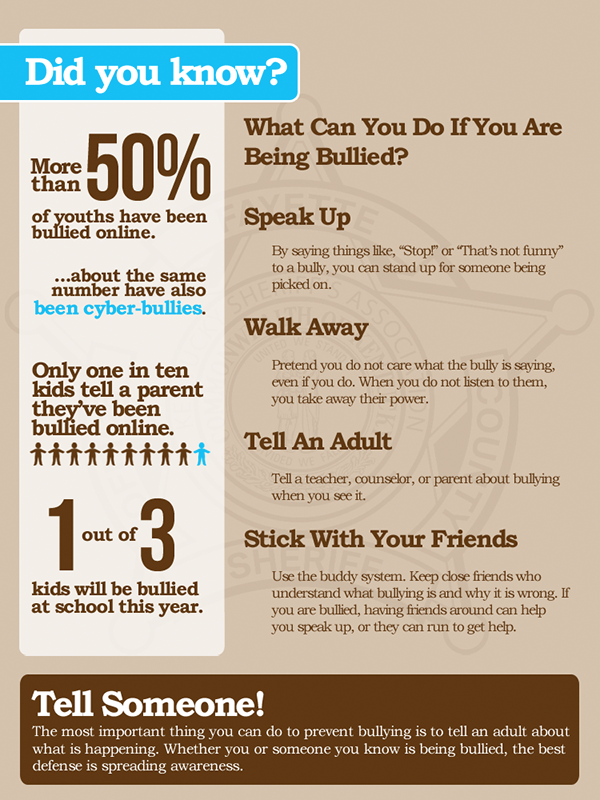 Did you know?
More
than 50%
of youths have been
bullied online.
...about the same
number have also
been cyber-bullies.
Only one in ten
kids tell a parent
they've been
bullied online.
1 out of 3
kids will be bullied
at school this year.
What Can You Do If You Are
Being Bullied?
Speak Up
By saying things like, “Stop!” or “That’s not funny”
to a bully, you can stand up for someone being
picked on.
Walk Away
Pretend you do not care what the bully is saying,
even if you do. When you do not listen to them,
you take away their power.
Tell An Adult
Tell a teacher, counselor, or parent about bullying
when you see it.
Stick With Your Friends
Use the buddy system. Keep close friends who
understand what bullying is and why it is wrong. If
you are bullied, having friends around can help
you speak up, or they can run to get help.
COUNTY
SHERIFF
Tell Someone!
The most important thing you can do to prevent bullying is to tell an adult about
what is happening. Whether you or someone you know is being bullied, the best
defense is spreading awareness.